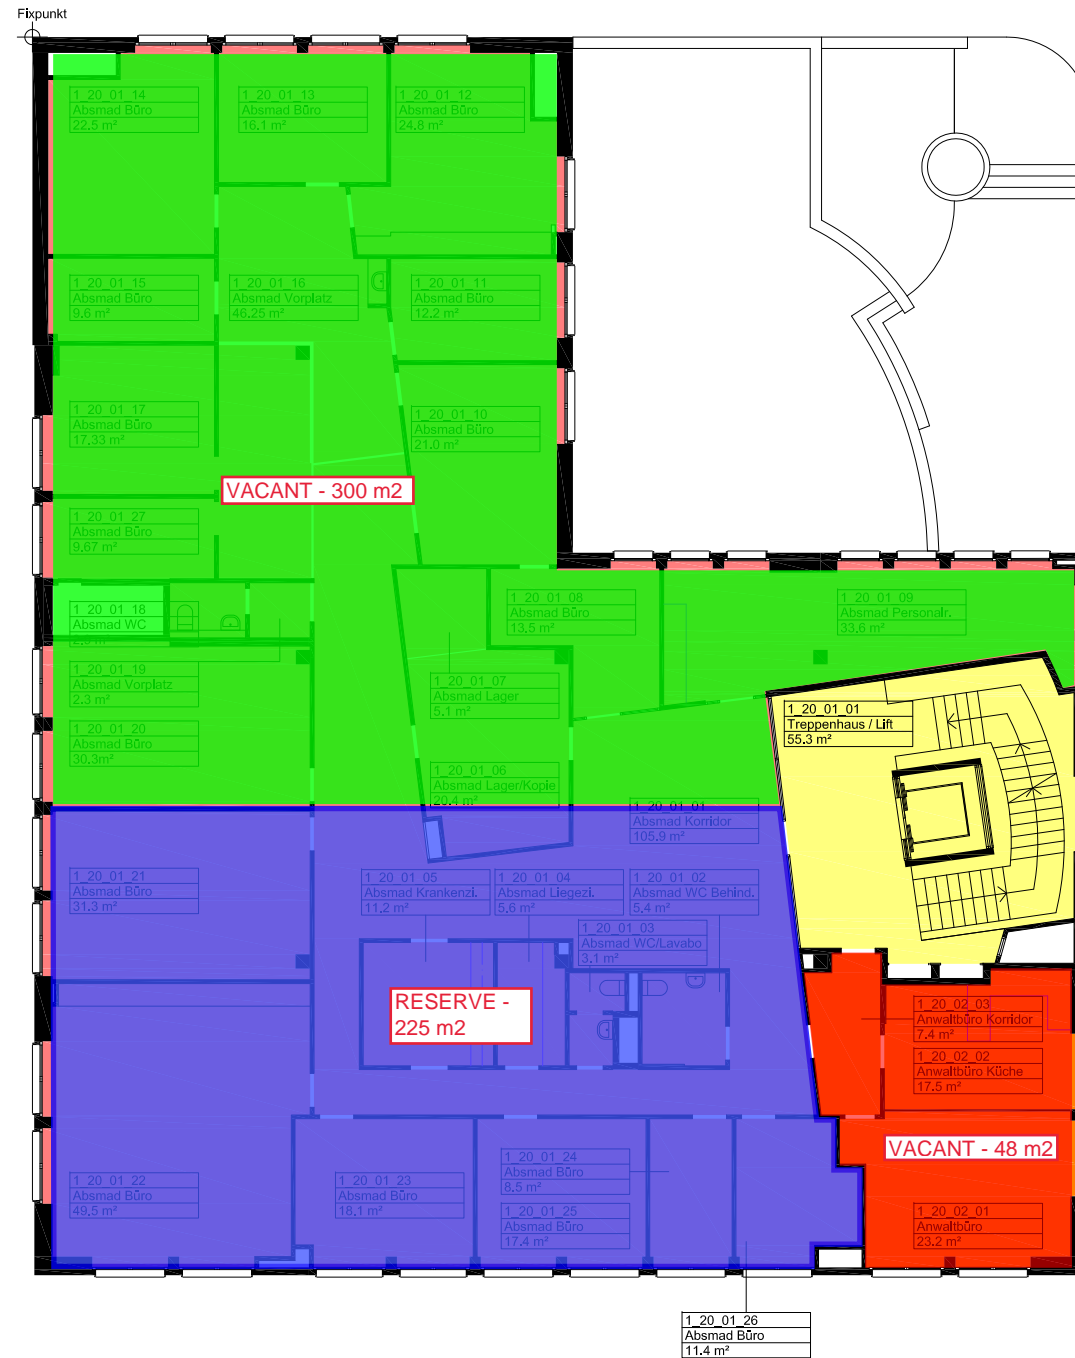 Fixpunkt
1_20_01_14
Absmad Büro
22.5 m²
1_20_01_13
Absmad Büro
16.1 m²
1_20_01_12
Absmad Büro
24.8 m²
1_20_01_15
Absmad Büro
9.6 m²
1_20_01_16
Absmad Vorplatz
46.25 m²
1_20_01_11
Absmad Büro
12.2 m²
1_20_01_17
Absmad Büro
17.33 m²
1_20_01_10
Absmad Büro
21.0 m²
VACANT - 300 m2
1_20_01_27
Absmad Büro
9.67 m²
1_20_01_18
Absmad WC
1_20_01_08
Absmad Büro
13.5 m²
1_20_01_09
Absmad Personalr.
33.6 m²
1_20_01_19
Absmad Vorplatz
2.3 m²
1_20_01_07
Absmad Lager
5.1 m²
1_20_01_01
Treppenhaus / Lift
55.3 m²
1_20_01_20
Absmad Büro
30.3m²
1_20_01_06
Absmad Lager/Kopie
20.4 m²
1_20_01_01
Absmad Korridor
105.9 m²
1_20_01_21
Absmad Büro
31.3 m²
1_20_01_05
Absmad Krankenzi.
11.2 m²
1_20_01_04
Absmad Liegezi.
5.6 m²
1_20_01_02
Absmad WC Behind.
5.4 m²
1_20_01_03
Absmad WC/Lavabo
3.1 m²
RESERVE -
225 m2
1_20_02_03
Anwaltbüro Korridor
7.4 m²
1_20_02_02
Anwaltbüro Küche
17.5 m²
VACANT - 48 m2
1_20_01_22
Absmad Büro
49.5 m²
1_20_01_23
Absmad Büro
18.1 m²
1_20_01_24
Absmad Büro
8.5 m²
1_20_01_25
Absmad Büro
17.4 m²
1_20_02_01
Anwaltbüro
23.2 m²
1_20_01_26
Absmad Büro
11.4 m²